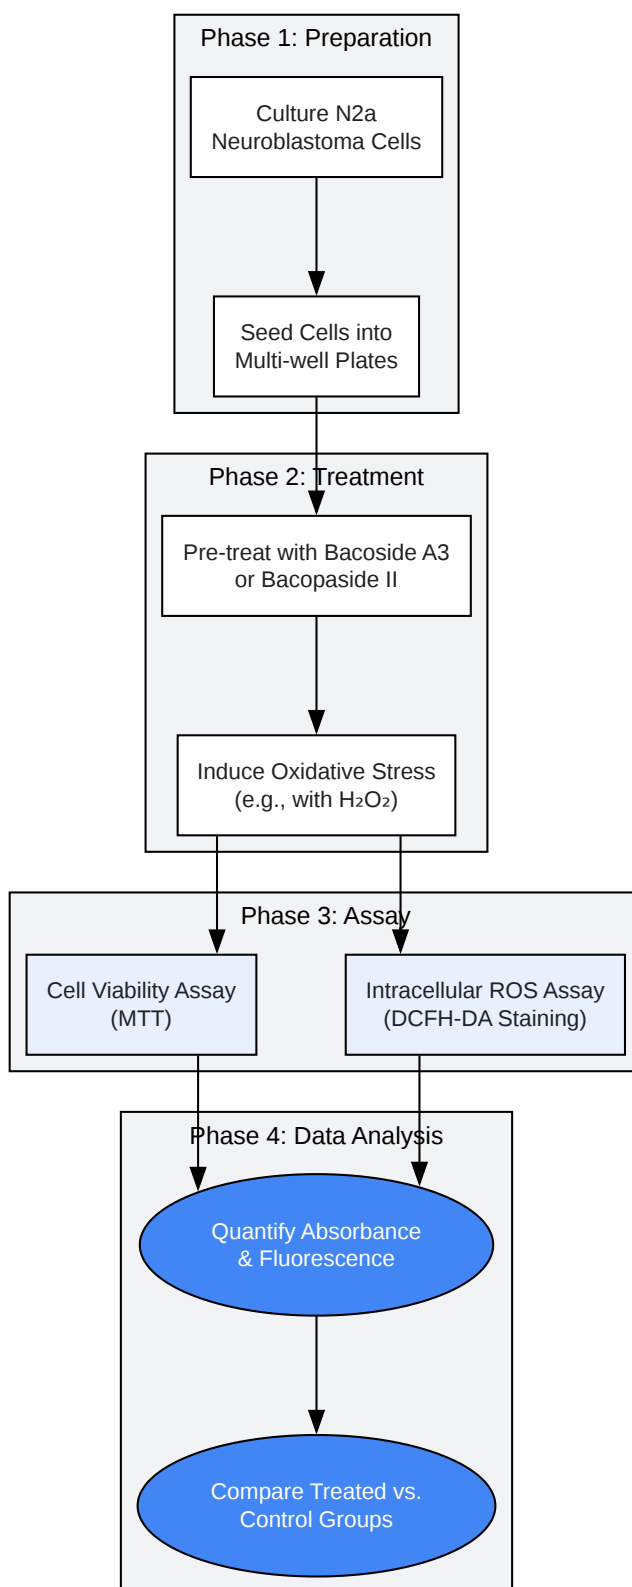 Phase 1: Preparation
Culture N2a
Neuroblastoma Cells
Seed Cells into
Multi-well Plates
Phase 2: Treatment
Pre-treat with Bacoside A3
or Bacopaside II
Induce Oxidative Stress
(e.g., with H₂O₂)
Phase 3: Assay
Cell Viability Assay
(MTT)
Intracellular ROS Assay
(DCFH-DA Staining)
Phase 4: Data Analysis
Quantify Absorbance
& Fluorescence
Compare Treated vs.
Control Groups